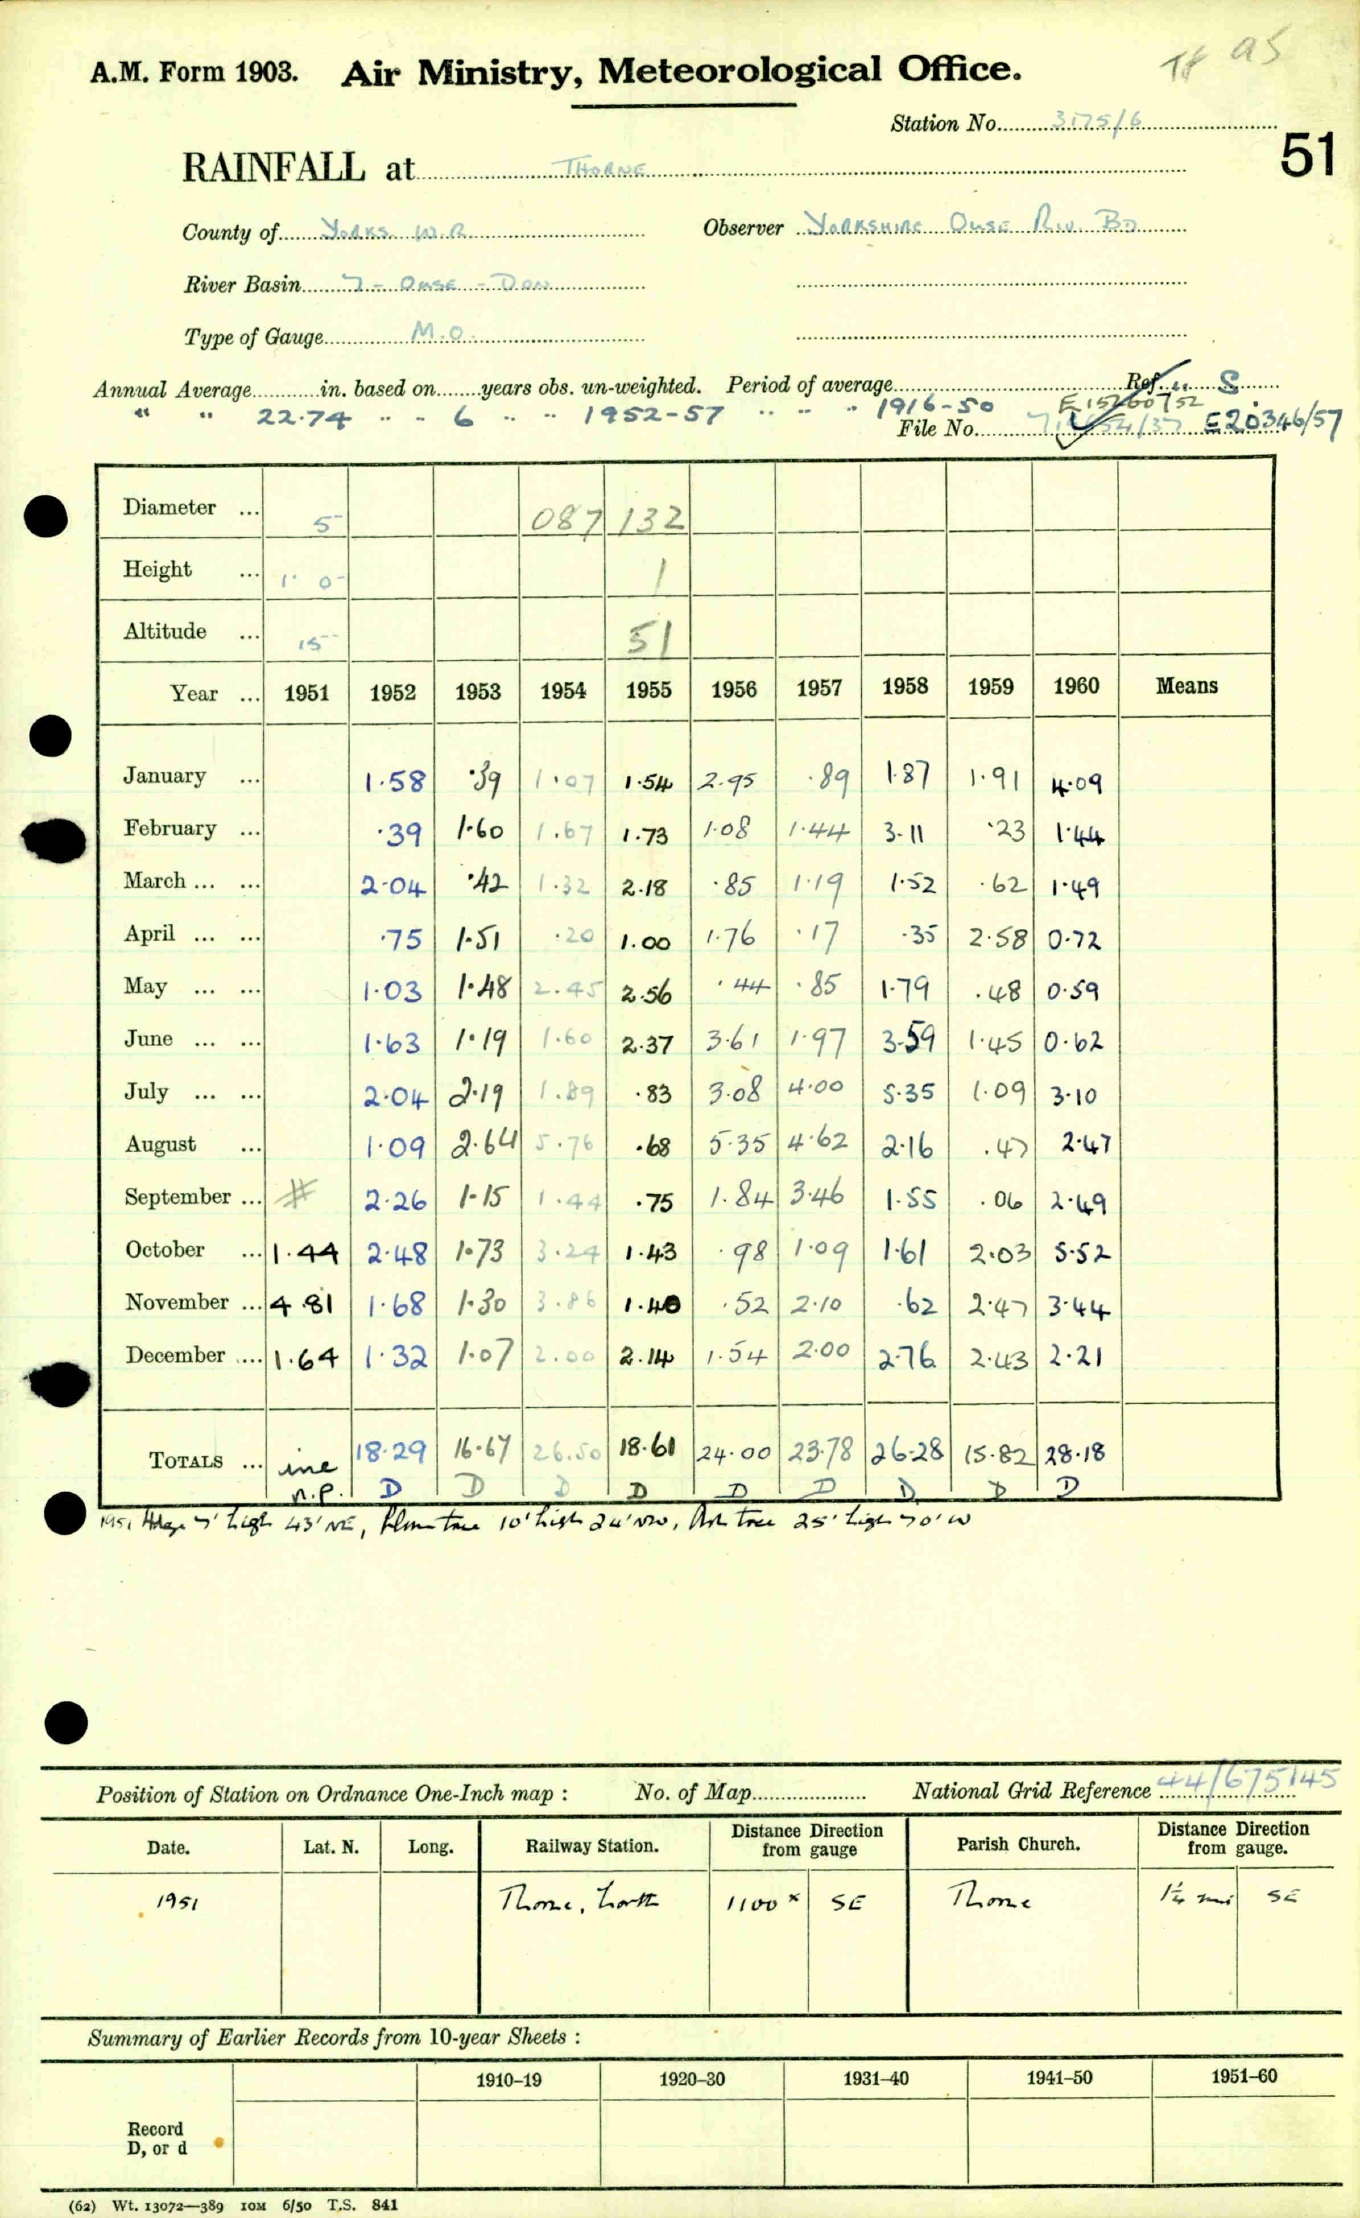 TF 95
A.M. Form 1903. Air Ministry, Meteorological Office.
Station No. 3175/6
51
RAINFALL at THORNE
County of YORKS W.R Observer YORKSHIRE OUSE RIV. BD
River Basin 7 - OUSE - DON
Type of Gauge M.O.
Annual Average in. based on years obs. un-weighted. Period of average Ref. " S
" " 22.74 " " 6 " " 1952-57 " " " 1916-50 E15260/52
File No. E20346/57
Diameter ... 5 087 132
Height ... 1' 0" 1
Altitude ... 15 51
Year ... 1951 1952 1953 1954 1955 1956 1957 1958 1959 1960 Means
January ... 1.58 .39 1.07 1.54 2.95 .89 1.87 1.91 4.09
February ... .39 1.60 1.67 1.73 1.08 1.44 3.11 .23 1.44
March ... ... 2.04 .42 1.32 2.18 .85 1.19 1.52 .62 1.49
April ... ... .75 1.51 .20 1.00 1.76 .17 .35 2.58 0.72
May ... ... 1.03 1.48 2.45 2.56 .44 .85 1.79 .48 0.59
June ... ... 1.63 1.19 1.60 2.37 3.61 1.97 3.59 1.45 0.62
July ... ... 2.04 2.19 1.89 .83 3.08 4.00 5.35 1.09 3.10
August ... 1.09 2.64 5.76 .68 5.35 4.62 2.16 .47 2.47
September ... # 2.26 1.15 1.44 .75 1.84 3.46 1.55 .06 2.49
October ... 1.44 2.48 1.73 3.24 1.43 .98 1.09 1.61 2.03 5.52
November ... 4.81 1.68 1.30 3.86 1.40 .52 2.10 .62 2.47 3.44
December .... 1.64 1.32 1.07 2.00 2.14 1.54 2.00 2.76 2.43 2.21
TOTALS ... inc 18.29 16.67 26.50 18.61 24.00 23.78 26.28 15.82 28.18
n.p. D D D D D D D D D
1951 Hedge 7' high 43' NE, Plum tree 10' high 24' NW, Ash tree 25' high 70' W
Position of Station on Ordnance One-Inch map : No. of Map National Grid Reference 44/675145
Date. Lat. N. Long. Railway Station. Distance from Direction gauge Parish Church. Distance from Direction gauge.
1951 Thorne, North 1100 x SE Thorne 1¼ mi SE
Summary of Earlier Records from 10-year Sheets :
1910–19 1920–30 1931–40 1941–50 1951–60
Record
D, or d
(62) Wt. 13072—389 10M 6/50 T.S. 841